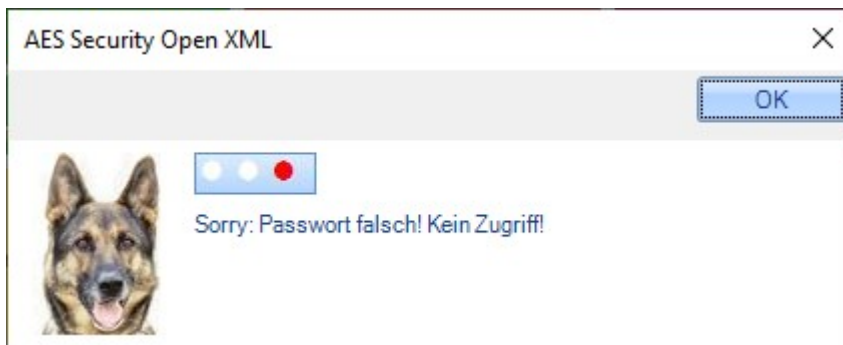 AES Security Open XML
OK
Sorry: Passwort falsch! Kein Zugriff!